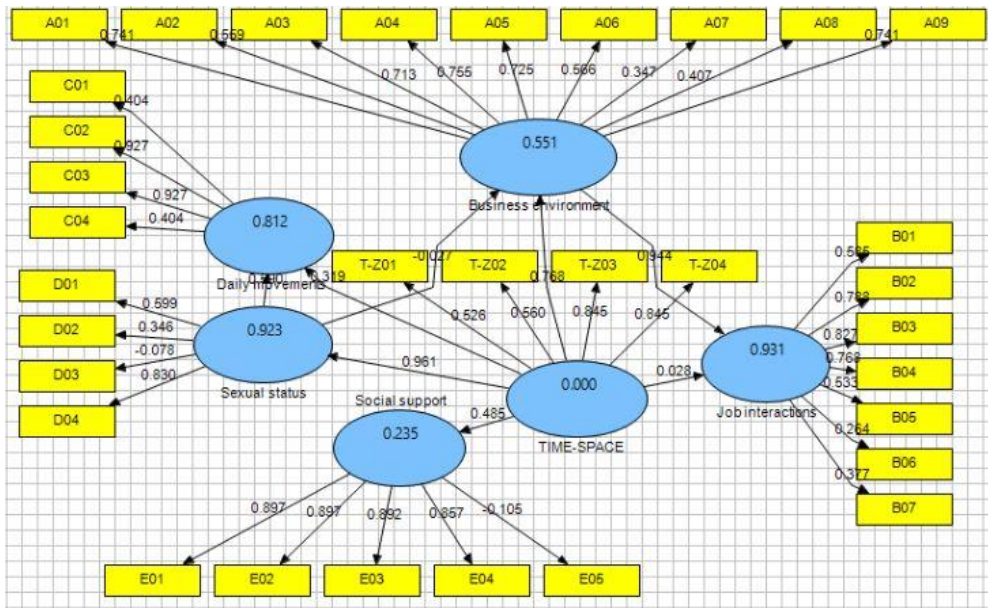 A01 A02 A03 A04 A05 A06 A07 A08 A09
0.741 0.559 0.741
0.713 0.755 0.725 0.566 0.347 0.407
C01
0.404
C02
0.927
0.551
C03
0.927
Business environment
C04
0.404
0.812
Daily movements
0.319
T-Z01 T-Z02 T-Z03 T-Z04
-0.027 0.768 0.944
B01
D01
0.599
B02
D02
0.346
0.923
0.526 0.560 0.845 0.845
0.827
B03
D03
-0.078
0.961
0.931
0.768
B04
Sexual status
0.830
0.000
0.028
0.533
D04
Social support
Job interactions
B05
0.485
0.235
TIME-SPACE
0.264
B06
0.377
B07
0.897 0.897 0.892 0.857 -0.105
E01 E02 E03 E04 E05